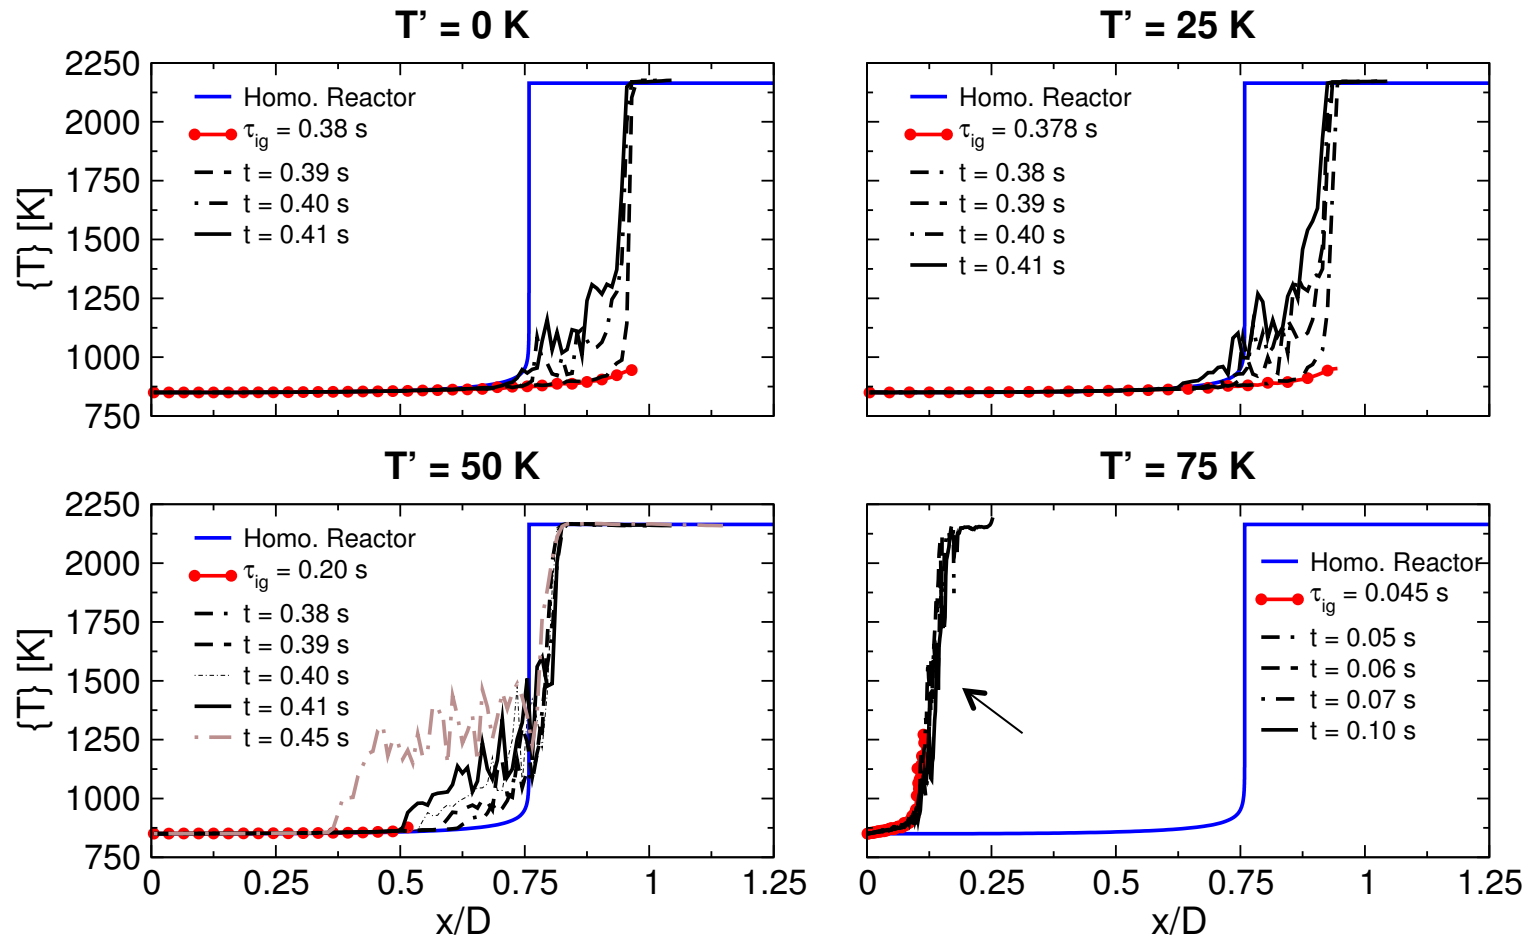 T’ = 0 K
T’ = 25 K
{T} [K]
2250
2000
1750
1500
1250
1000
750
Homo. Reactor
τig = 0.38 s
t = 0.39 s
t = 0.40 s
t = 0.41 s
Homo. Reactor
τig = 0.378 s
t = 0.38 s
t = 0.39 s
t = 0.40 s
t = 0.41 s
T’ = 50 K
T’ = 75 K
{T} [K]
2250
2000
1750
1500
1250
1000
750
Homo. Reactor
τig = 0.20 s
t = 0.38 s
t = 0.39 s
t = 0.40 s
t = 0.41 s
t = 0.45 s
Homo. Reactor
τig = 0.045 s
t = 0.05 s
t = 0.06 s
t = 0.07 s
t = 0.10 s
0 0.25 0.5 0.75 1 1.25
0 0.25 0.5 0.75 1 1.25
x/D
x/D